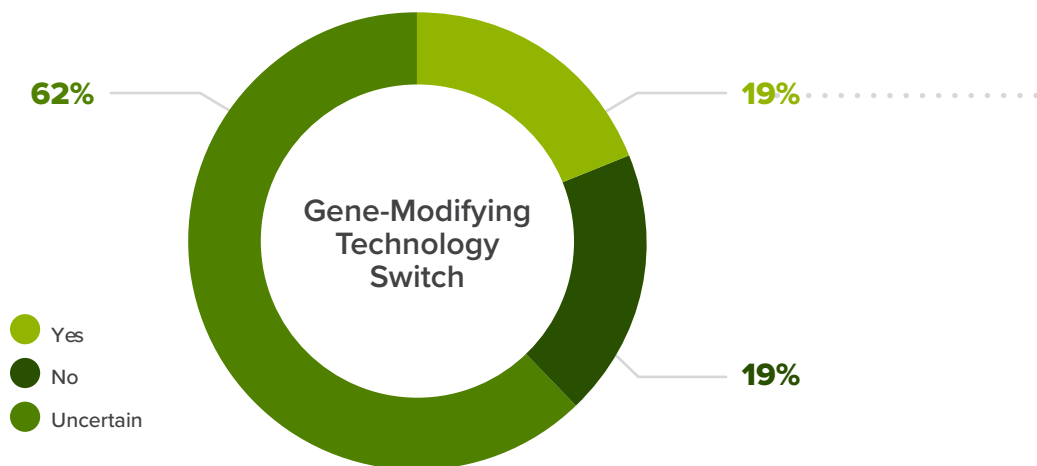 62%
19%
Gene-Modifying
Technology
Switch
Yes
No
19%
Uncertain